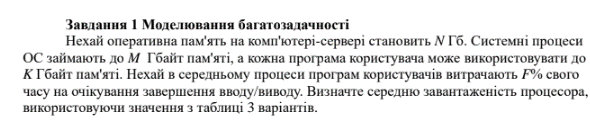 Завдання 1 Моделювання багатозадачності
Нехай оперативна пам'ять на комп'ютері-сервері становить N Гб. Системні процеси
ОС займають до M Гбайт пам'яті, а кожна програма користувача може використовувати до
K Гбайт пам'яті. Нехай в середньому процеси програм користувачів витрачають F% свого
часу на очікування завершення вводу/виводу. Визначте середню завантаженість процесора,
використовуючи значення з таблиці 3 варіантів.